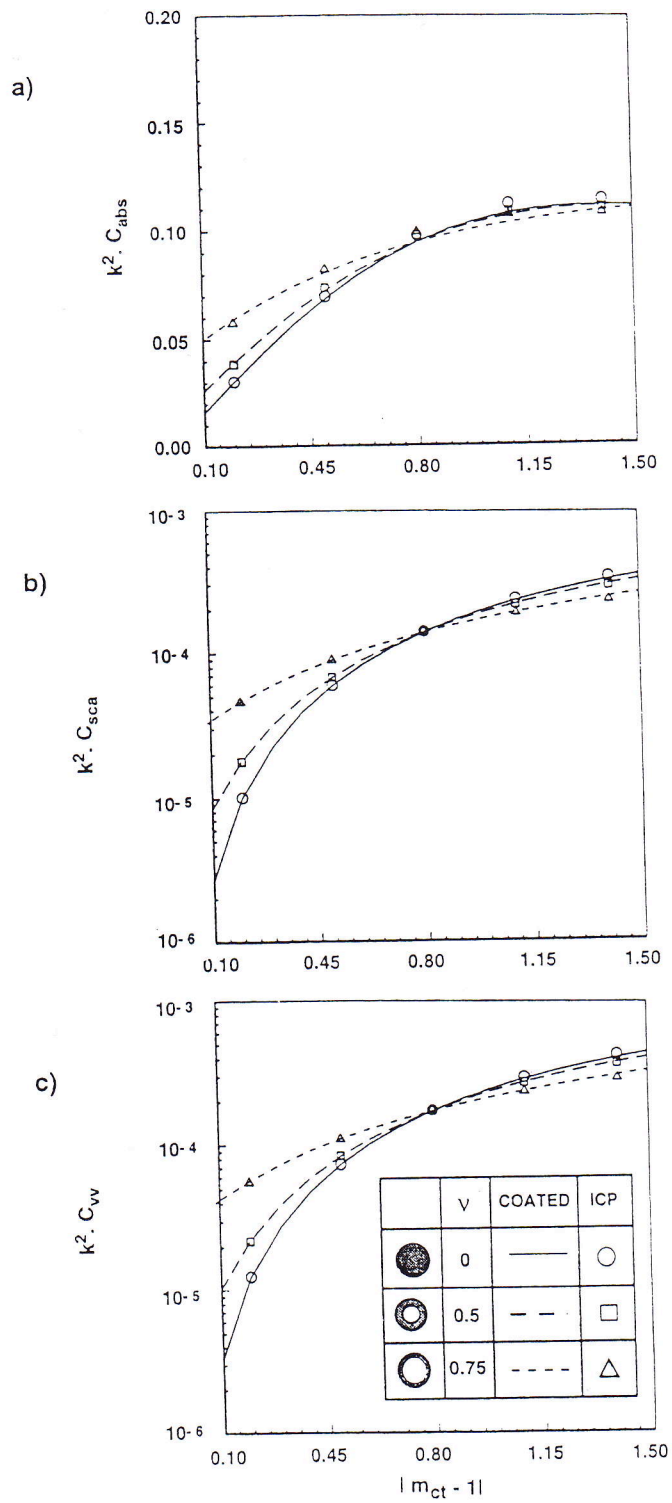 a)
0.20
0.15
k². C_abs
0.10
0.05
0.00
0.10 0.45 0.80 1.15 1.50
b)
10⁻³
10⁻⁴
k². C_sca
10⁻⁵
10⁻⁶
0.10 0.45 0.80 1.15 1.50
c)
10⁻³
10⁻⁴
k². C_vv
10⁻⁵
10⁻⁶
ν COATED ICP
0
0.5
0.75
0.10 0.45 0.80 1.15 1.50
| m_ct - 1|